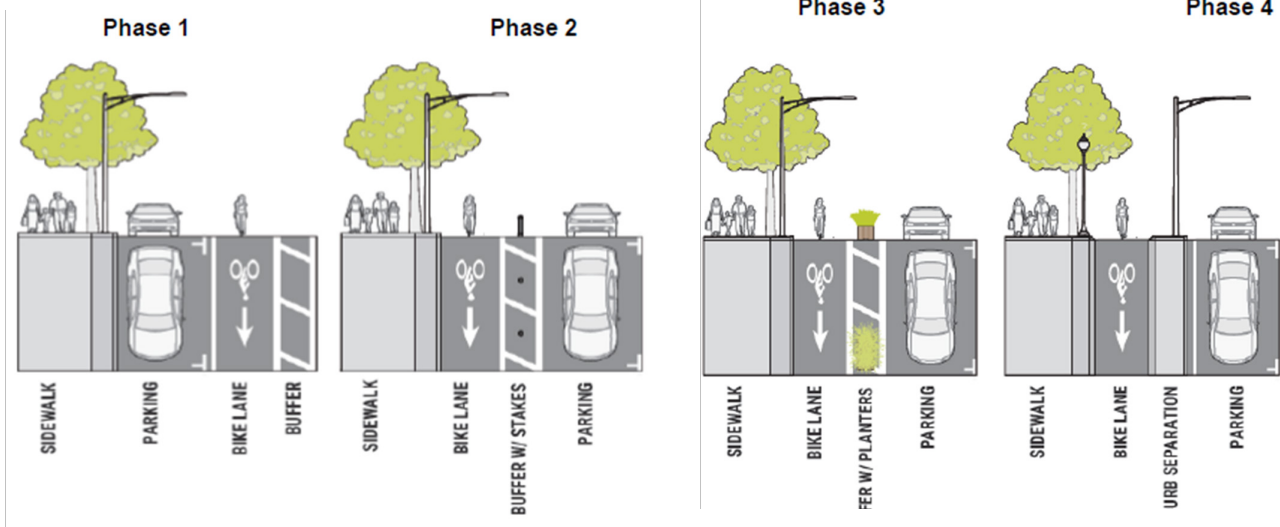 Phase 1
Phase 2
Phase 3
Phase 4
SIDEWALK
PARKING
BIKE LANE
BUFFER
SIDEWALK
BIKE LANE
BUFFER W/ STAKES
PARKING
SIDEWALK
BIKE LANE
FER W/ PLANTERS
PARKING
SIDEWALK
BIKE LANE
URB SEPARATION
PARKING